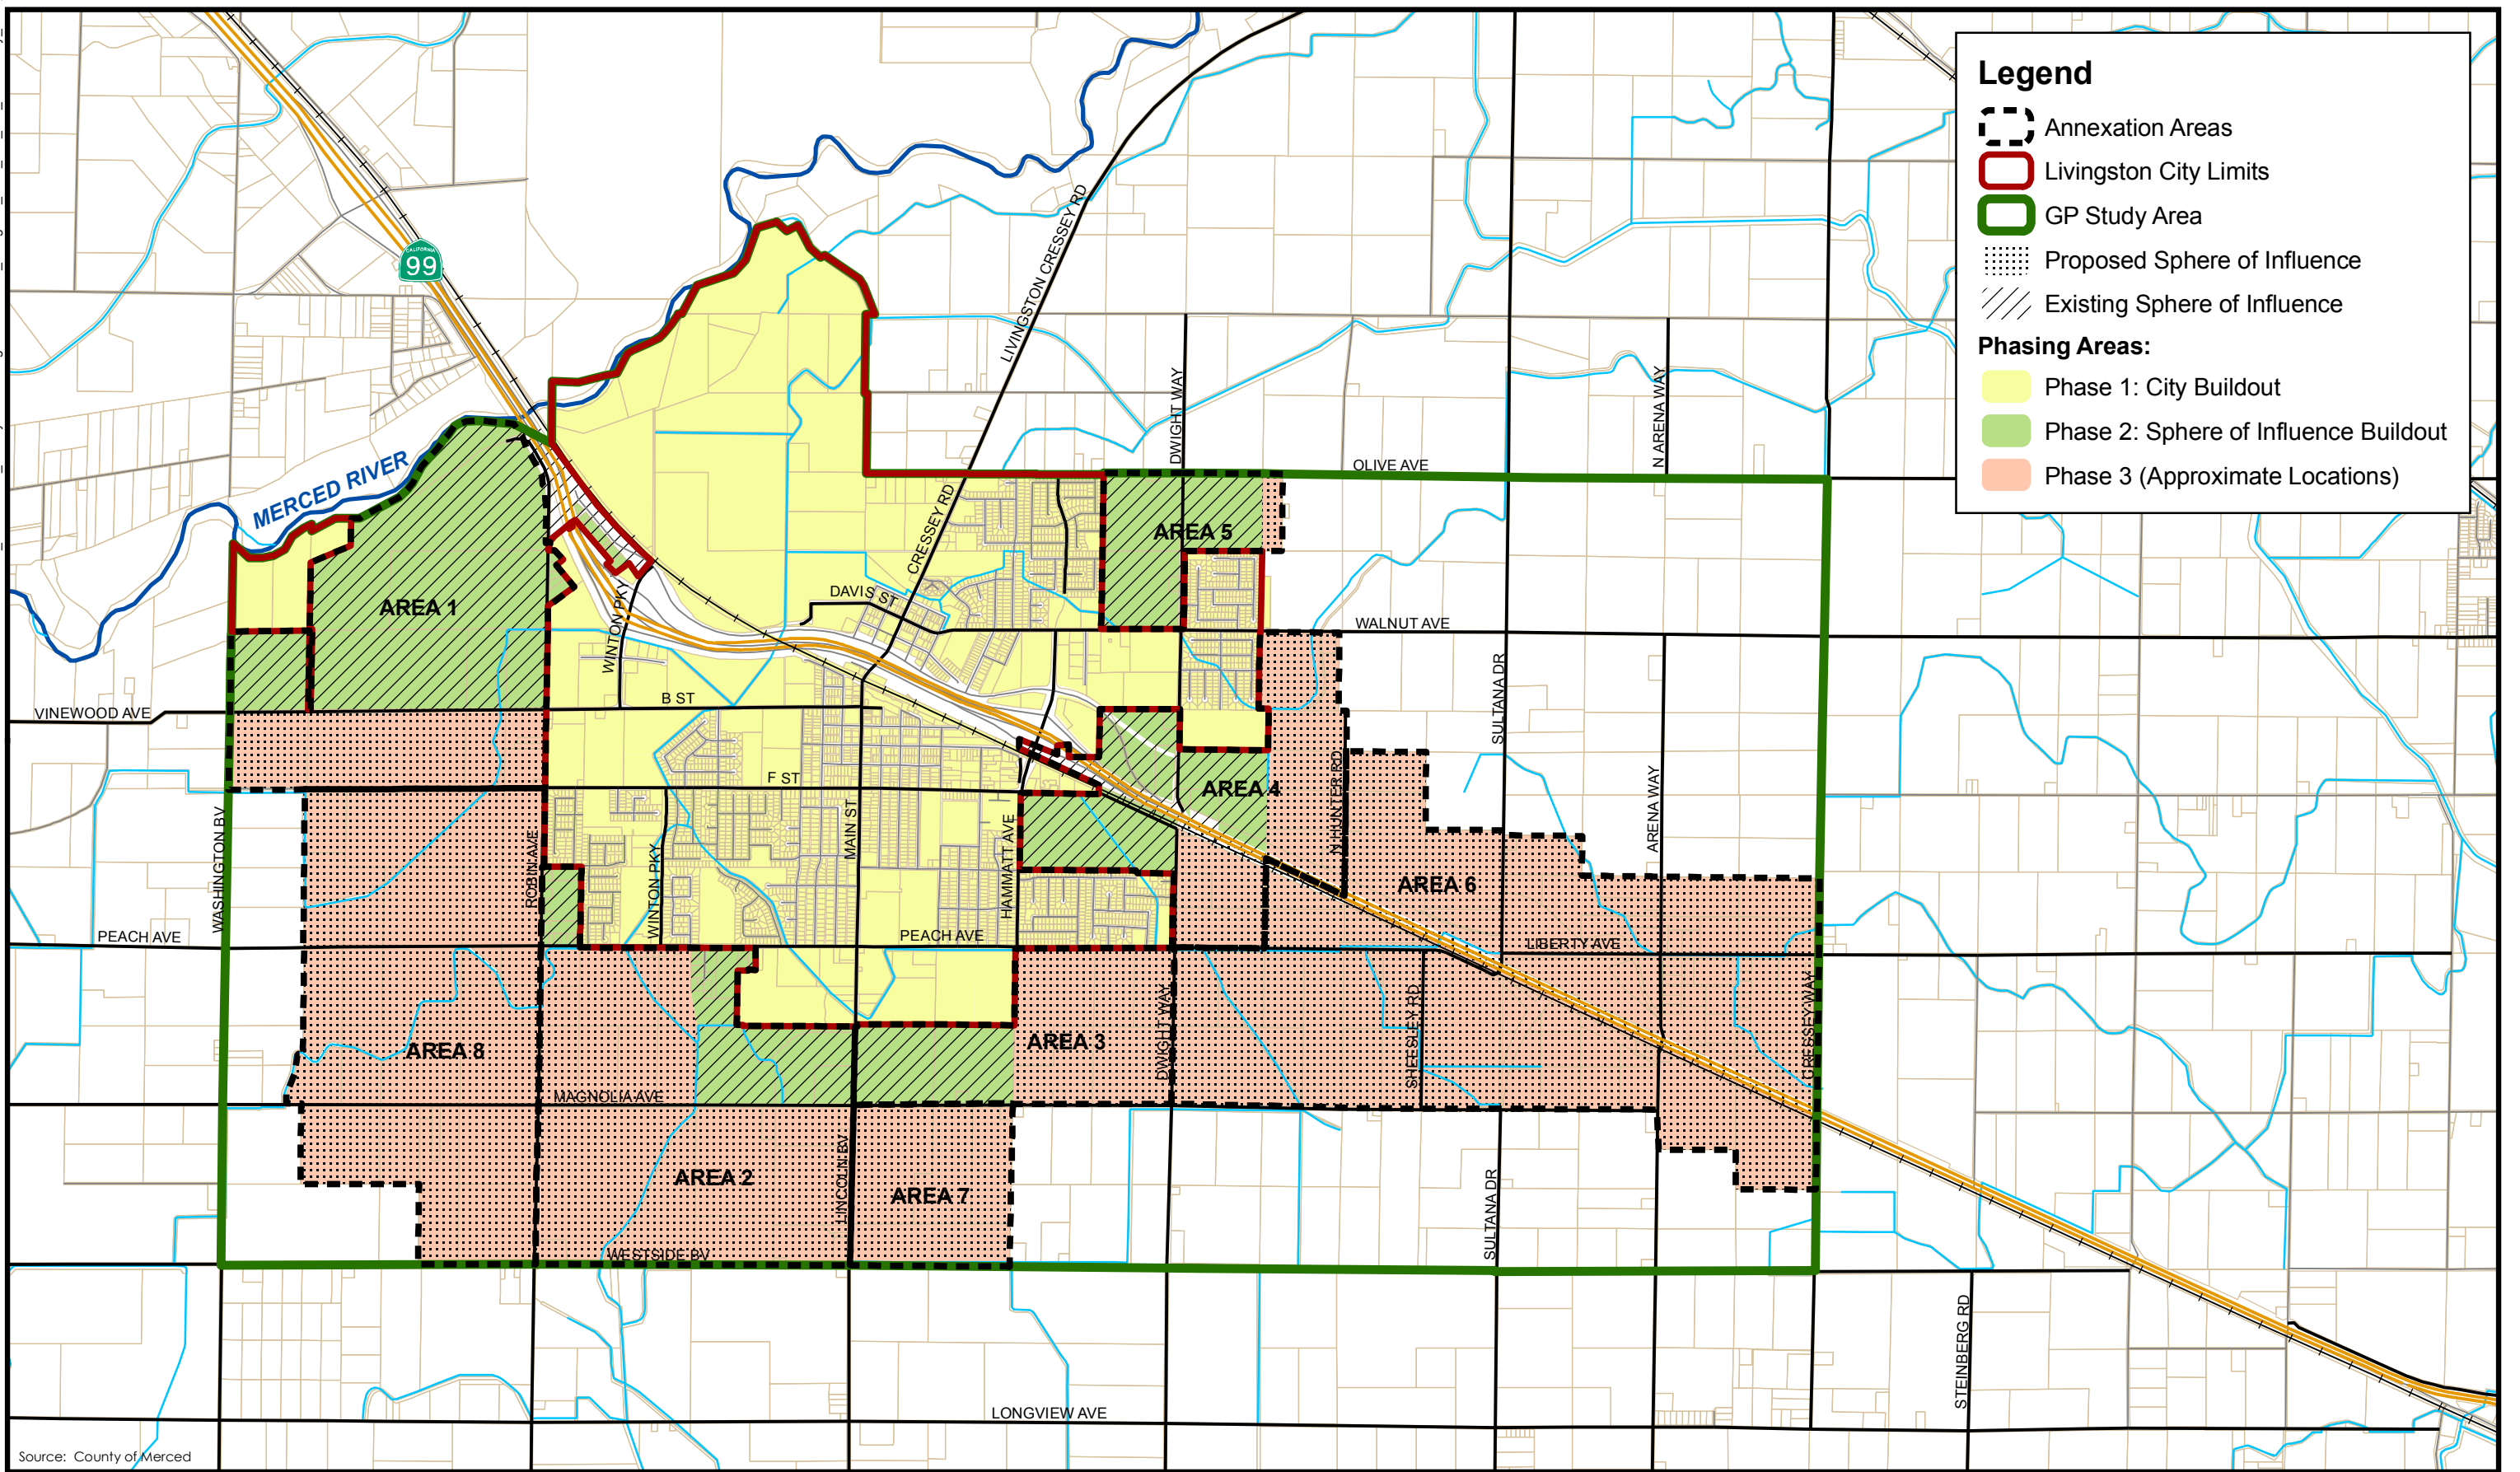 Legend
Annexation Areas
Livingston City Limits
GP Study Area
Proposed Sphere of Influence
Existing Sphere of Influence
Phasing Areas:
Phase 1: City Buildout
Phase 2: Sphere of Influence Buildout
Phase 3 (Approximate Locations)
CALIFORNIA
99
LIVINGSTON CRESSEY RD
DWIGHT WAY
N ARENA WAY
OLIVE AVE
MERCED RIVER
CRESSEY RD
AREA 5
AREA 1
DAVIS ST
WINTON PKY
WALNUT AVE
SULTANA DR
B ST
VINEWOOD AVE
F ST
AREA 4
N HUNTER RD
ARENA WAY
WASHINGTON BV
ROBIN AVE
WINTON PKY
MAIN ST
HAMMATT AVE
AREA 6
PEACH AVE
PEACH AVE
LIBERTY AVE
AREA 8
AREA 3
DWIGHT WAY
SHEESLEY RD
CRESSEY WAY
MAGNOLIA AVE
AREA 2
LINCOLN BV
AREA 7
SULTANA DR
WESTSIDE BV
STEINBERG RD
LONGVIEW AVE
Source: County of Merced